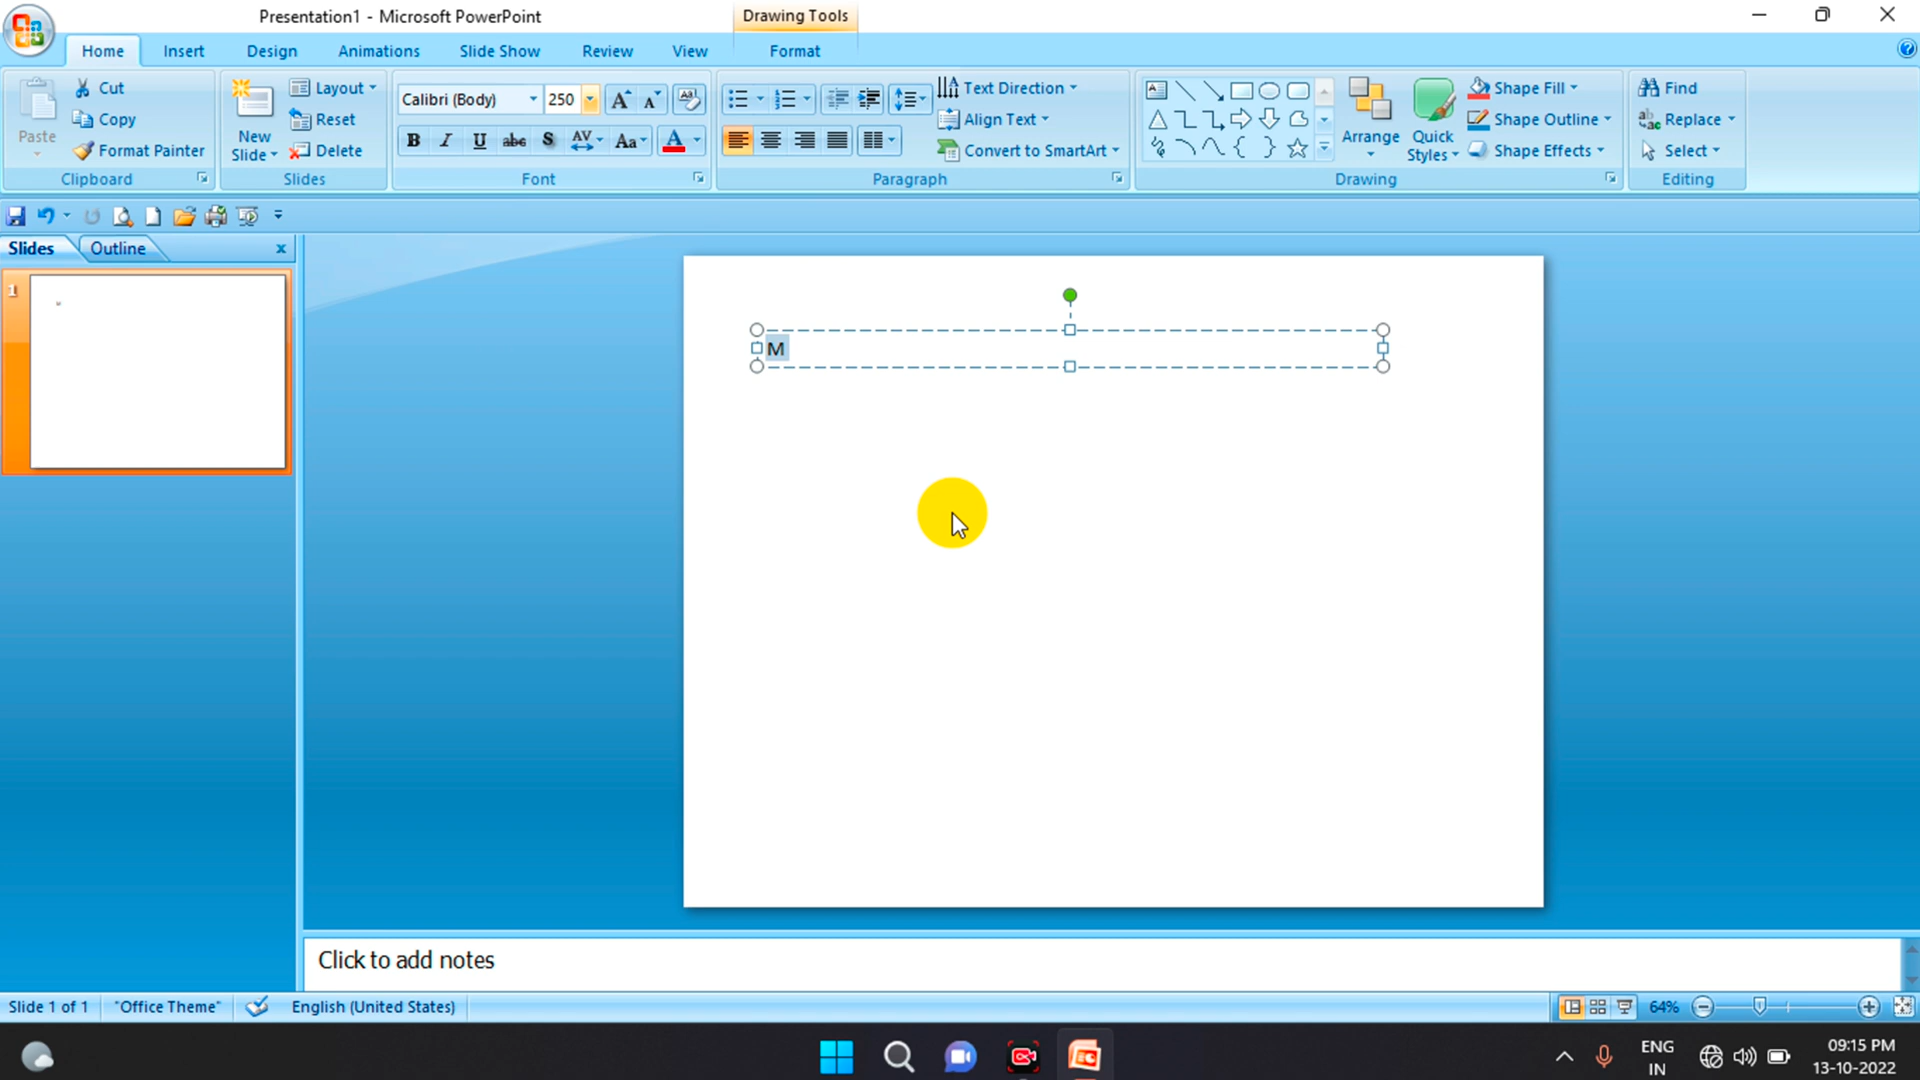 Presentation1 - Microsoft PowerPoint
Drawing Tools
Home Insert Design Animations Slide Show Review View Format
Paste
Cut
Copy
Format Painter
Clipboard
New
Slide
Layout
Reset
Delete
Slides
Calibri (Body) 250
B I U abc S AV Aa A
Font
Text Direction
Align Text
Convert to SmartArt
Paragraph
Arrange
Quick
Styles
Shape Fill
Shape Outline
Shape Effects
Drawing
Find
Replace
Select
Editing
Slides Outline x
1
M
Click to add notes
Slide 1 of 1 "Office Theme" English (United States) 64%
ENG
IN
09:15 PM
13-10-2022